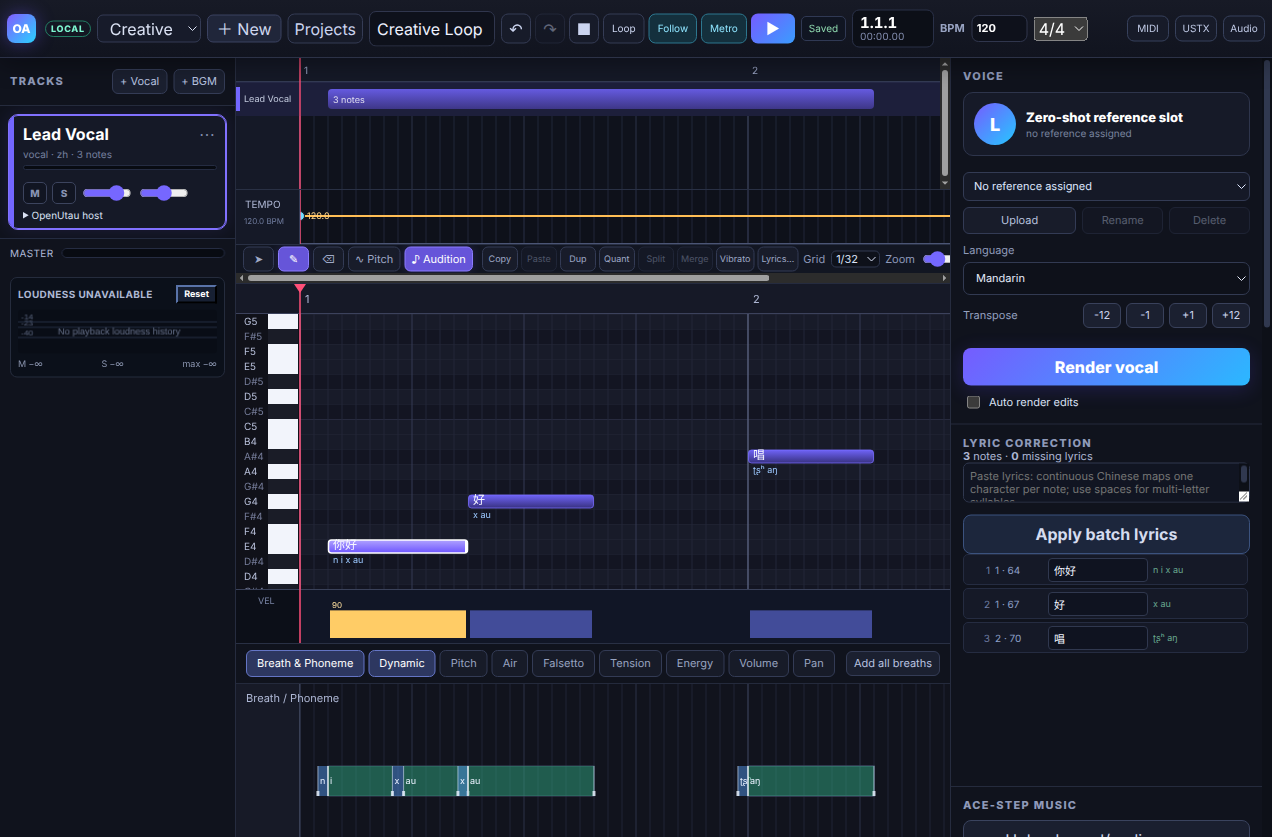 OA LOCAL Creative + New Projects Creative Loop Loop Follow Metro Saved 1.1.1 00:00.00 BPM 120 4/4 MIDI USTX Audio
TRACKS + Vocal + BGM
Lead Vocal ...
vocal · zh · 3 notes
M S
OpenUtau host
MASTER
LOUDNESS UNAVAILABLE Reset
-14
-23
-40
No playback loudness history
M −∞ S −∞ max −∞
1 2
Lead Vocal 3 notes
TEMPO
120.0 BPM 120.0
Pitch Audition Copy Paste Dup Quant Split Merge Vibrato Lyrics... Grid 1/32 Zoom
1 2
G5
F#5
F5
E5
D#5
D5
C#5
C5
B4
A#4 唱
A4 ʈʂʰ aŋ
G#4
G4 好
F#4 x au
F4
E4 你好
D#4 n i x au
D4
VEL 90
Breath & Phoneme Dynamic Pitch Air Falsetto Tension Energy Volume Pan Add all breaths
Breath / Phoneme
n i x au x au ʈʂʰ aŋ
VOICE
L Zero-shot reference slot
no reference assigned
No reference assigned
Upload Rename Delete
Language
Mandarin
Transpose -12 -1 +1 +12
Render vocal
Auto render edits
LYRIC CORRECTION
3 notes · 0 missing lyrics
Paste lyrics: continuous Chinese maps one
character per note; use spaces for multi-letter
Apply batch lyrics
1 1 · 64 你好 n i x au
2 1 · 67 好 x au
3 2 · 70 唱 ʈʂʰ aŋ
ACE-STEP MUSIC